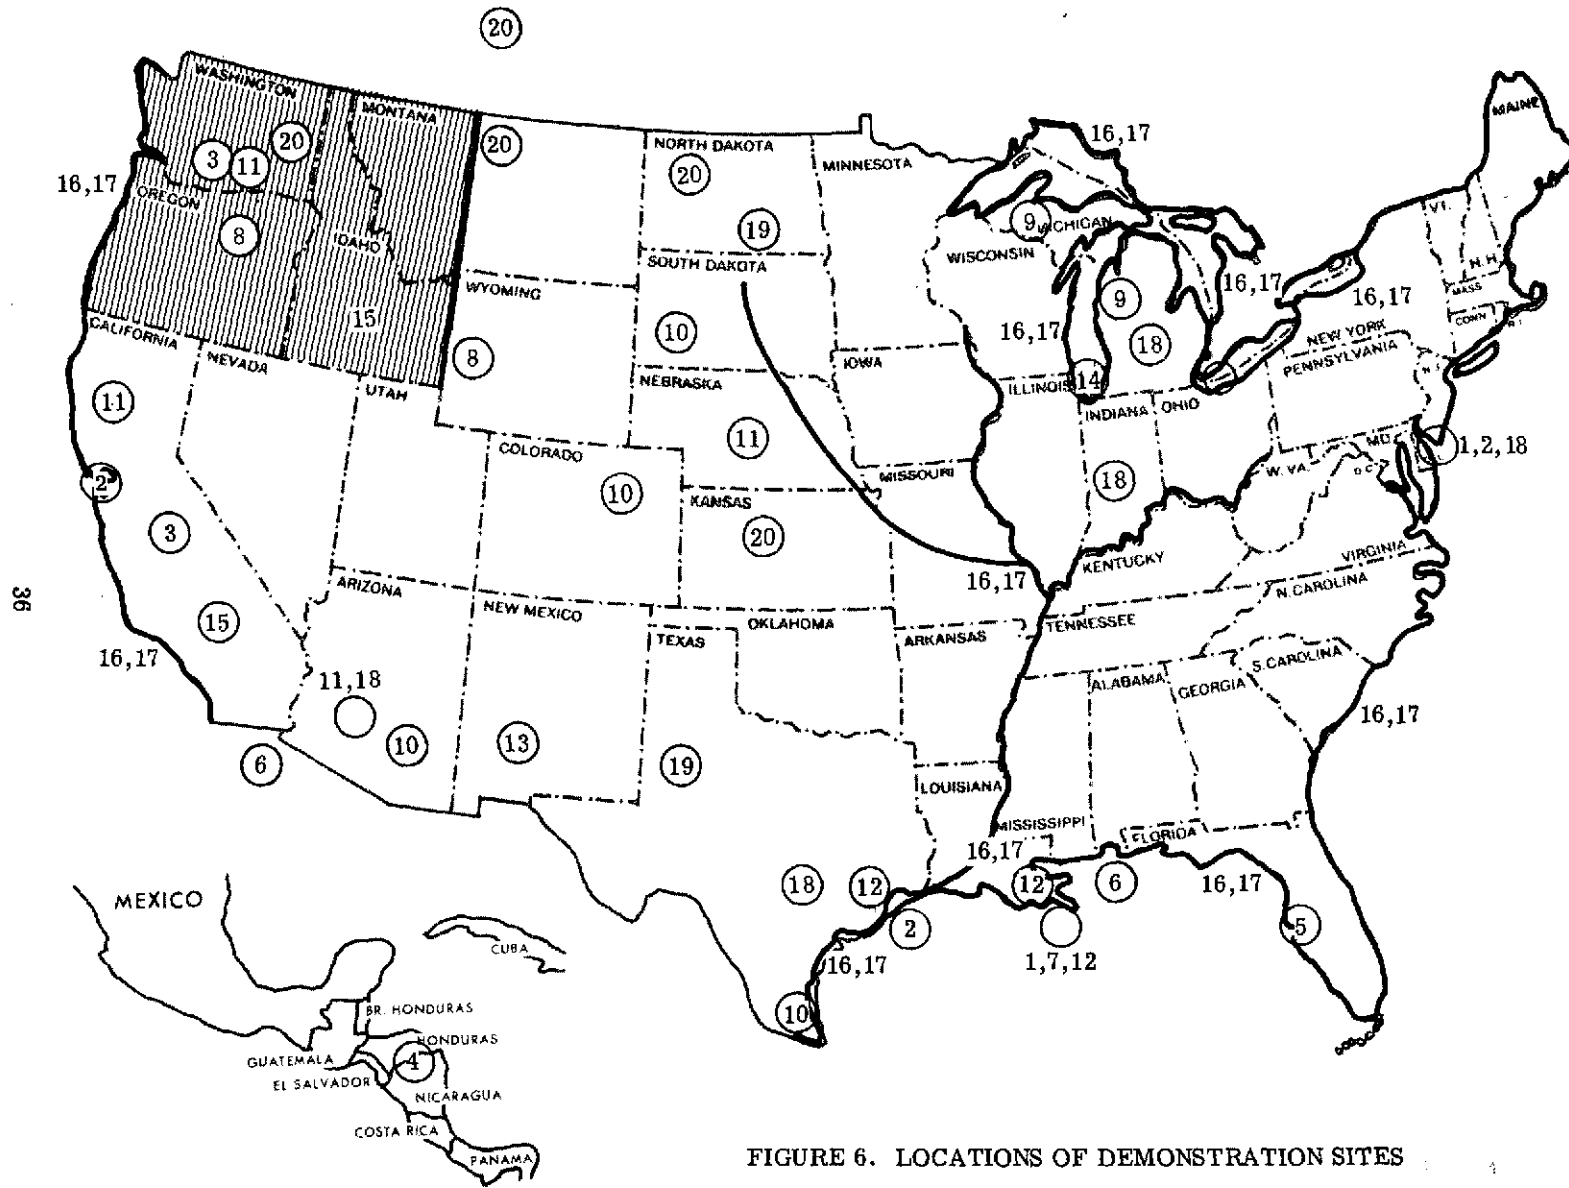 20
WASHINGTON
MONTANA
MAINE
20
20
3
11
NORTH DAKOTA
MINNESOTA
16,17
16,17
OREGON
20
8
IDAHO
19
9
MICHIGAN
WISCONSIN
VT.
N.H.
SOUTH DAKOTA
WYOMING
16,17
16,17
MASS
15
9
CALIFORNIA
NEVADA
8
10
16,17
18
CONN
R.I.
NEW YORK
PENNSYLVANIA
IOWA
NEBRASKA
UTAH
ILLINOIS
14
N.J.
11
INDIANA
OHIO
COLORADO
11
MD.
1,2,18
2
10
MISSOURI
18
W. VA.
D.C.
KANSAS
3
20
VIRGINIA
KENTUCKY
16,17
ARIZONA
N. CAROLINA
36
NEW MEXICO
15
TEXAS
OKLAHOMA
ARKANSAS
TENNESSEE
16,17
S. CAROLINA
11,18
ALABAMA
GEORGIA
16,17
10
13
6
19
LOUISIANA
MISSISSIPPI
FLORIDA
16,17
18
12
12
6
16,17
MEXICO
2
5
CUBA
16,17
1,7,12
BR. HONDURAS
10
HONDURAS
GUATEMALA
4
EL SALVADOR
NICARAGUA
COSTA RICA
PANAMA
FIGURE 6. LOCATIONS OF DEMONSTRATION SITES